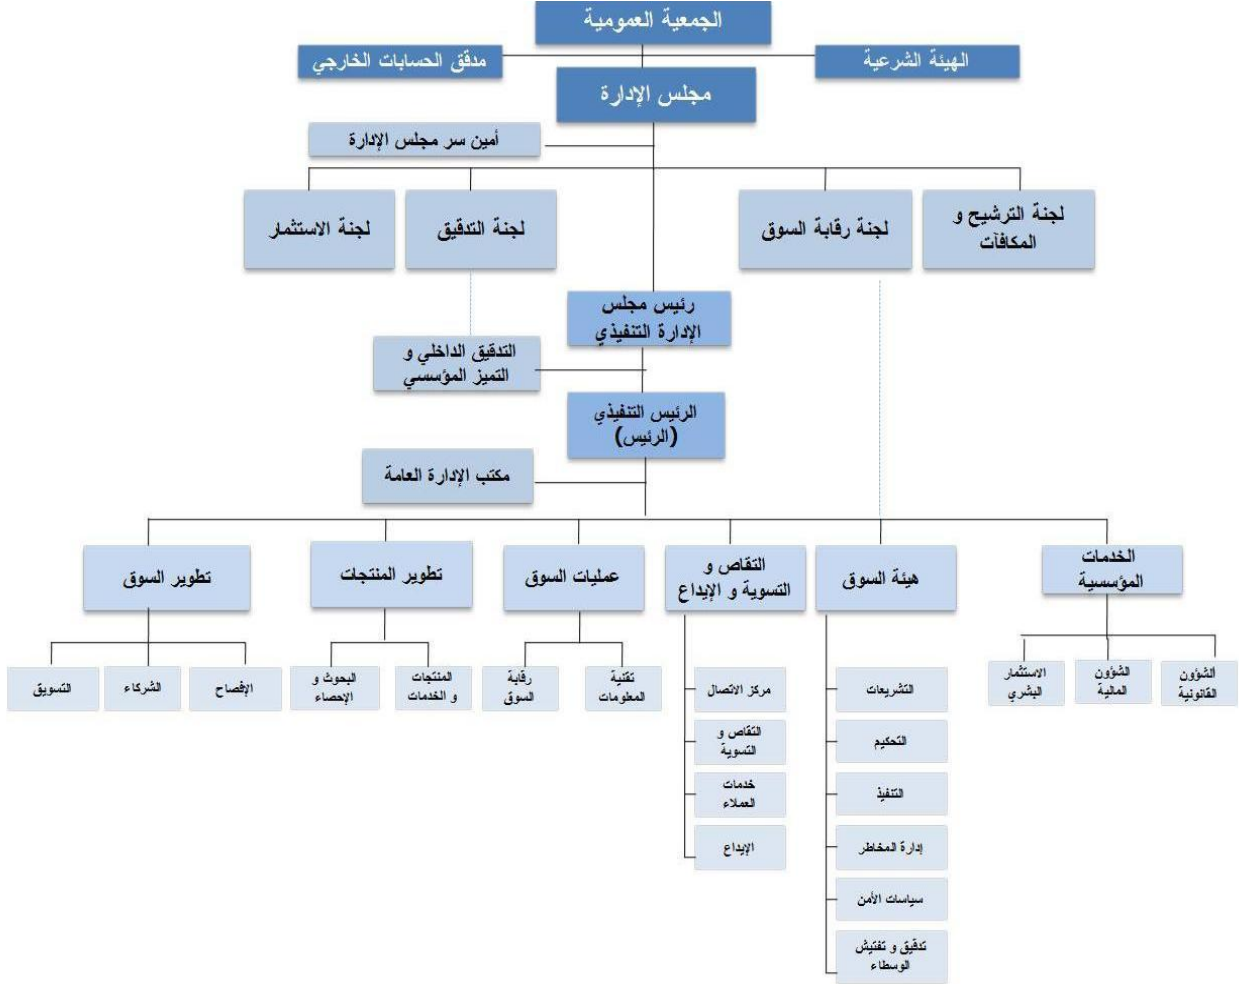 الجمعية العمومية
الهيئة الشرعية
مدقق الحسابات الخارجي
مجلس الإدارة
أمين سر مجلس الإدارة
لجنة الترشيح و
المكافآت
لجنة رقابة السوق
لجنة التدقيق
لجنة الاستثمار
رئيس مجلس
الإدارة التنفيذي
التدقيق الداخلي و
التميز المؤسسي
الرئيس التنفيذي
(الرئيس)
مكتب الإدارة العامة
الخدمات
المؤسسية
هيئة السوق
التقاص و
التسوية و الإيداع
عمليات السوق
تطوير المنتجات
تطوير السوق
الشؤون
القانونية
الشؤون
المالية
الاستثمار
البشري
التشريعات
التحكيم
التنفيذ
إدارة المخاطر
سياسات الأمن
تدقيق و تفتيش
الوسطاء
مركز الاتصال
التقاص و
التسوية
خدمات
العملاء
الإيداع
تقنية
المعلومات
رقابة
السوق
المنتجات
و الخدمات
البحوث و
الإحصاء
الإفصاح
الشركاء
التسويق